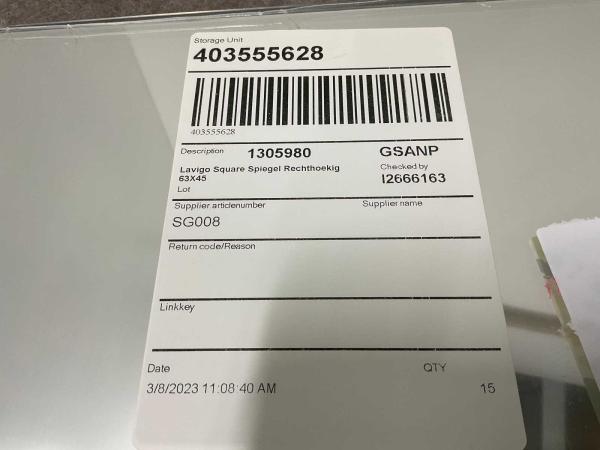 Storage Unit
403555628
403555628
Description 1305980 GSANP
Lavigo Square Spiegel Rechthoekig Checked by
63X45 I2666163
Lot
Supplier articlenumber Supplier name
SG008
Return code/Reason
Linkkey
Date QTY
3/8/2023 11:08:40 AM 15